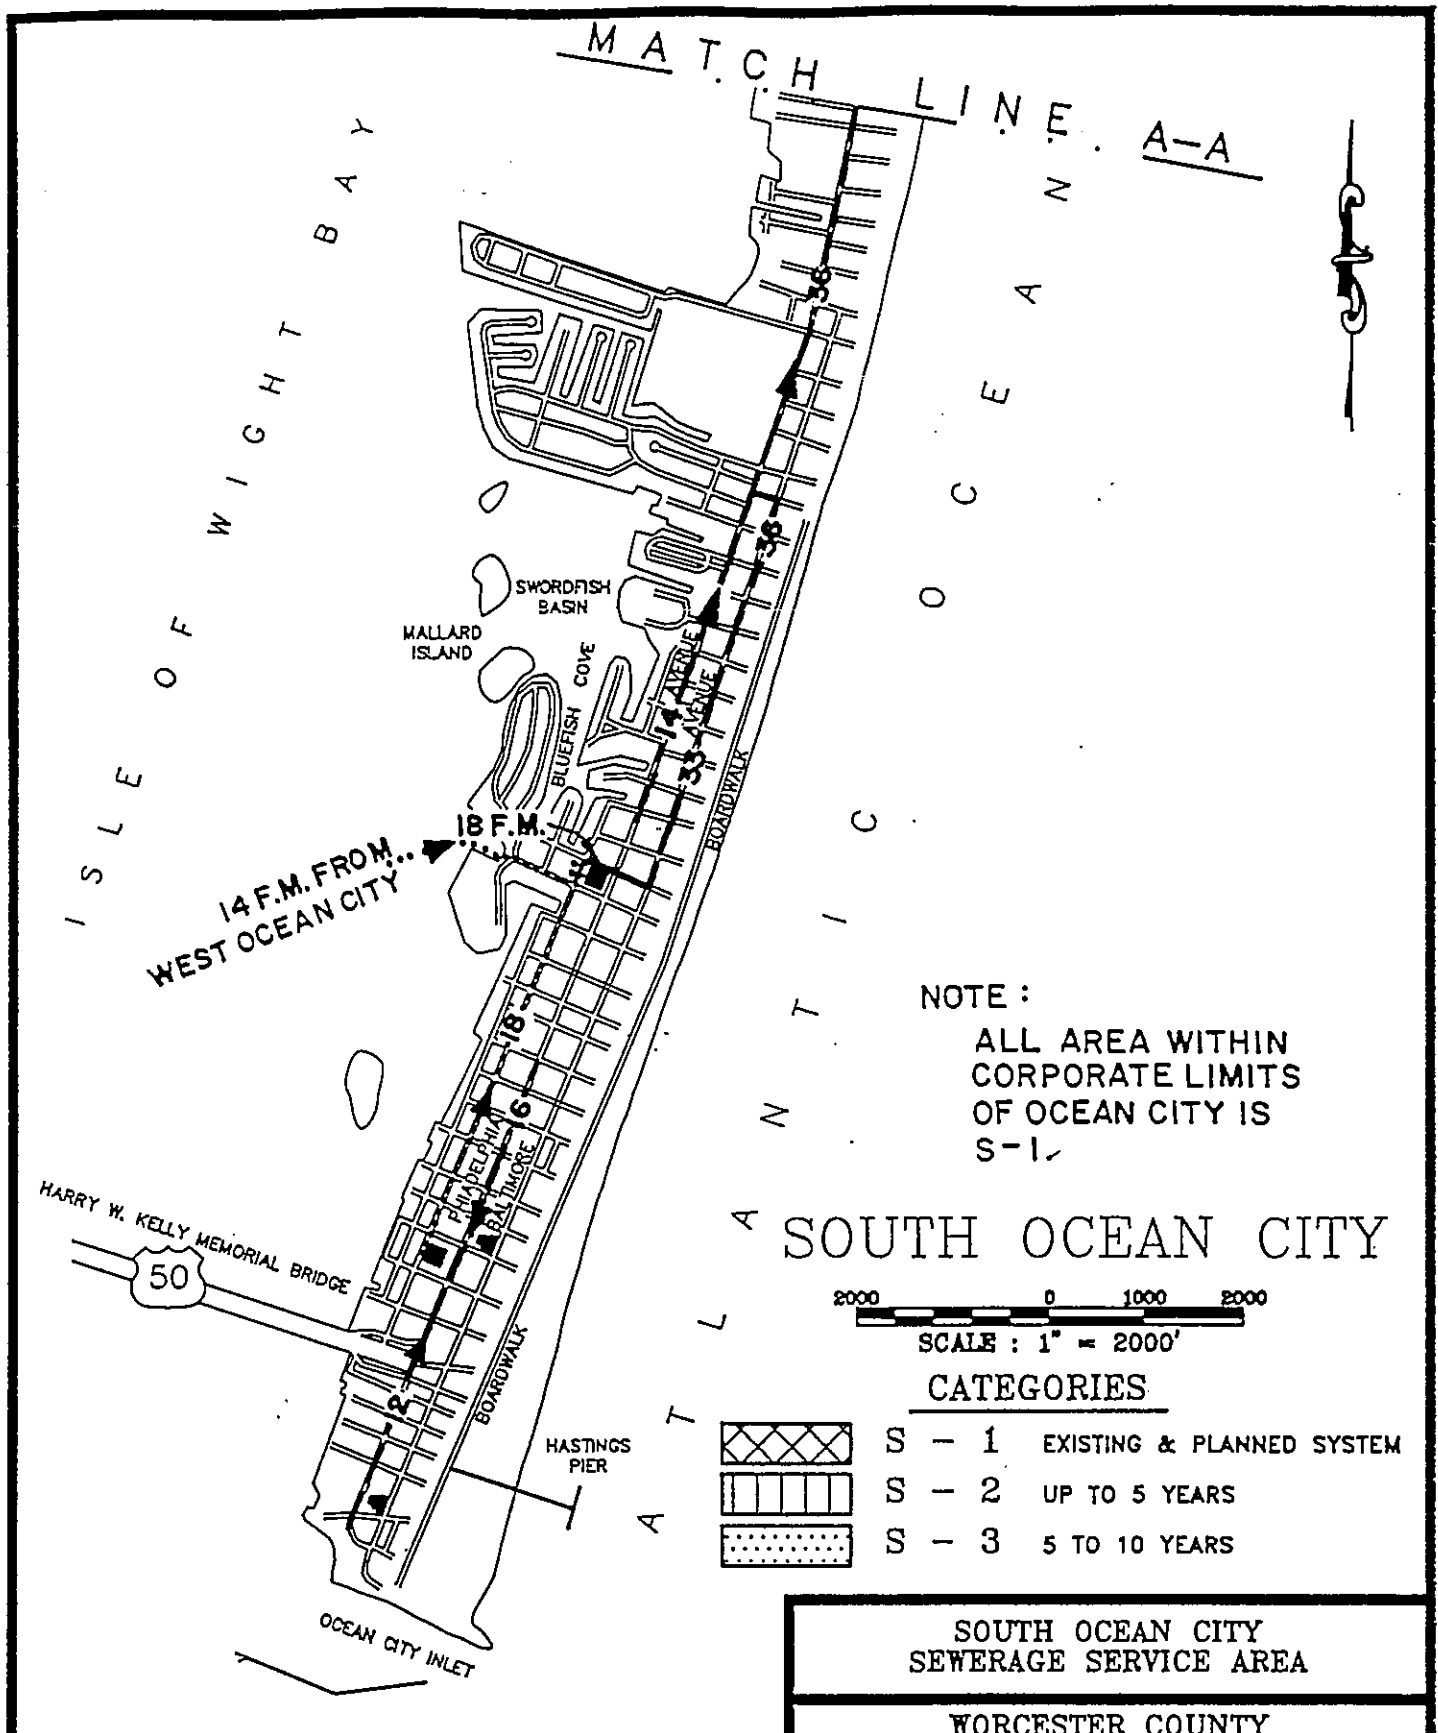 MATCH LINE A-A
ISLE OF WIGHT BAY
ATLANTIC OCEAN
38
36
SWORDFISH
BASIN
MALLARD
ISLAND
BLUEFISH COVE
14 AVENUE
33 AVENUE
BOARDWALK
18 F.M.
14 F.M. FROM
WEST OCEAN CITY
18"
16
PHIADELPHIA
BALTIMORE
HARRY W. KELLY MEMORIAL BRIDGE
50
12
BOARDWALK
HASTINGS
PIER
OCEAN CITY INLET
NOTE :
ALL AREA WITHIN
CORPORATE LIMITS
OF OCEAN CITY IS
S-1
SOUTH OCEAN CITY
2000 0 1000 2000
SCALE : 1" = 2000'
CATEGORIES
S - 1 EXISTING & PLANNED SYSTEM
S - 2 UP TO 5 YEARS
S - 3 5 TO 10 YEARS
SOUTH OCEAN CITY
SEWERAGE SERVICE AREA
WORCESTER COUNTY